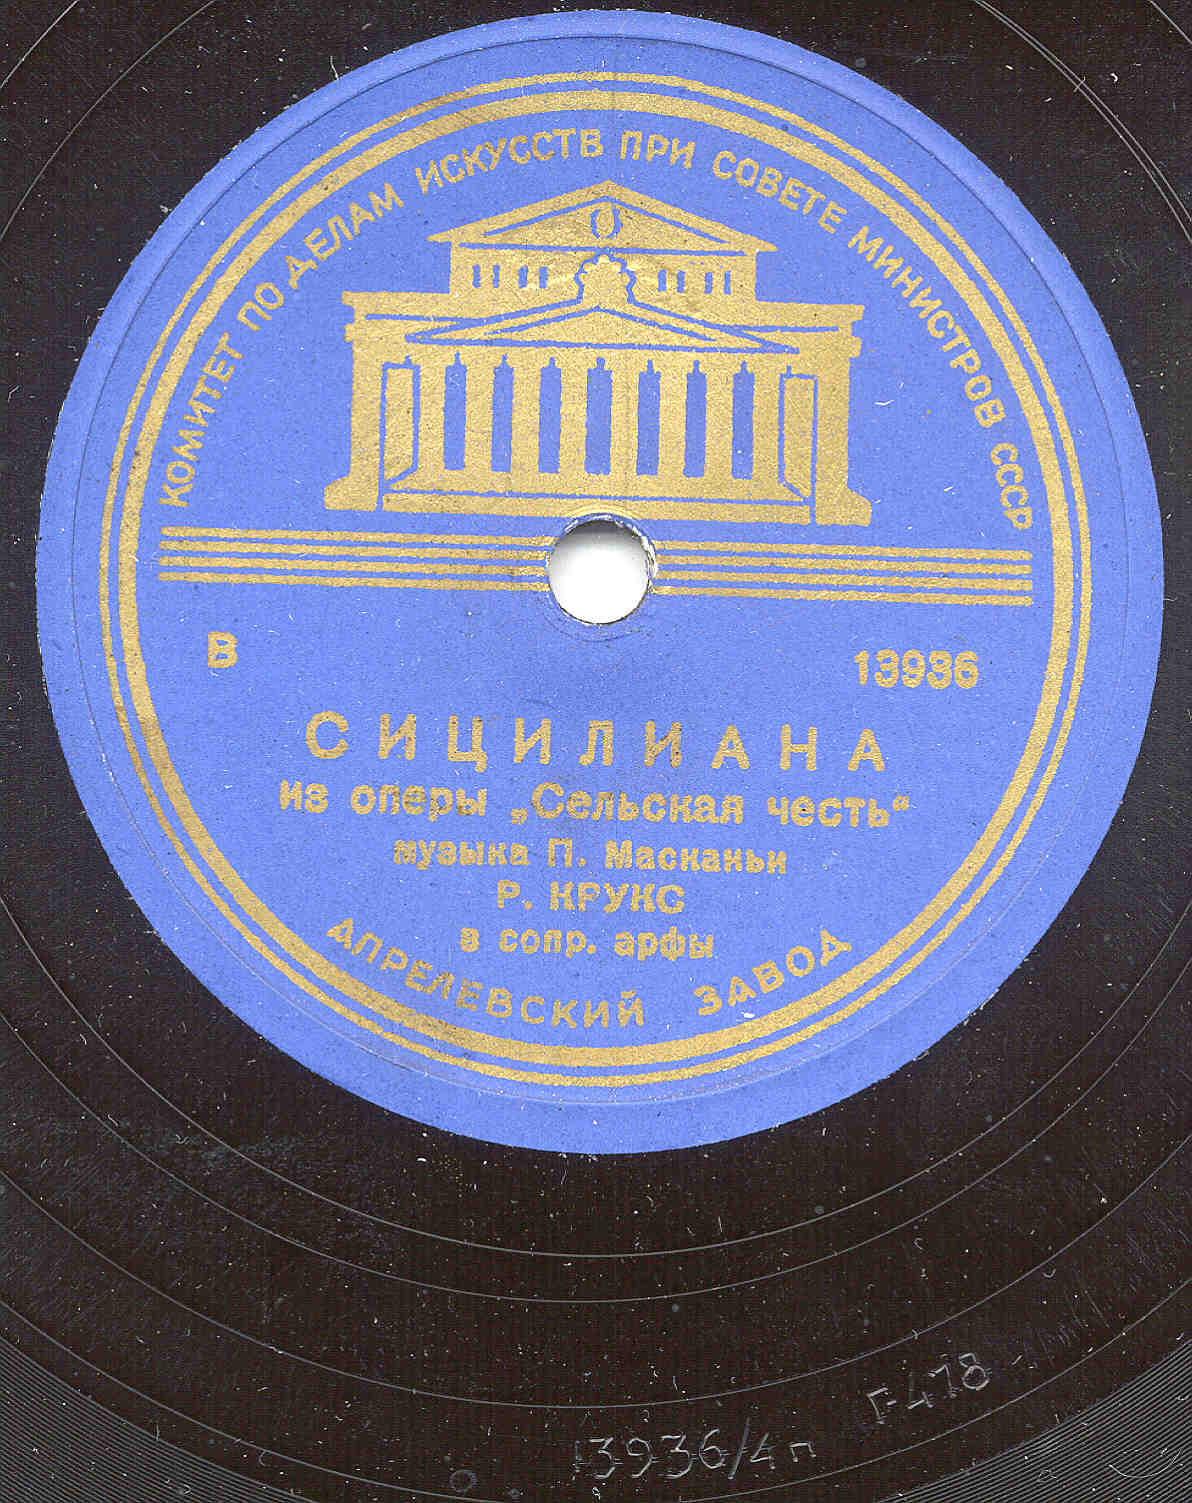 КОМИТЕТ ПО ДЕЛАМ ИСКУССТВ ПРИ СОВЕТЕ МИНИСТРОВ СССР
В 13936
СИЦИЛИАНА
из оперы „Сельская честь“
музыка П. Масканьи
Р. КРУКС
в сопр. арфы
АПРЕЛЕВСКИЙ ЗАВОД
Г-478
13936/4п